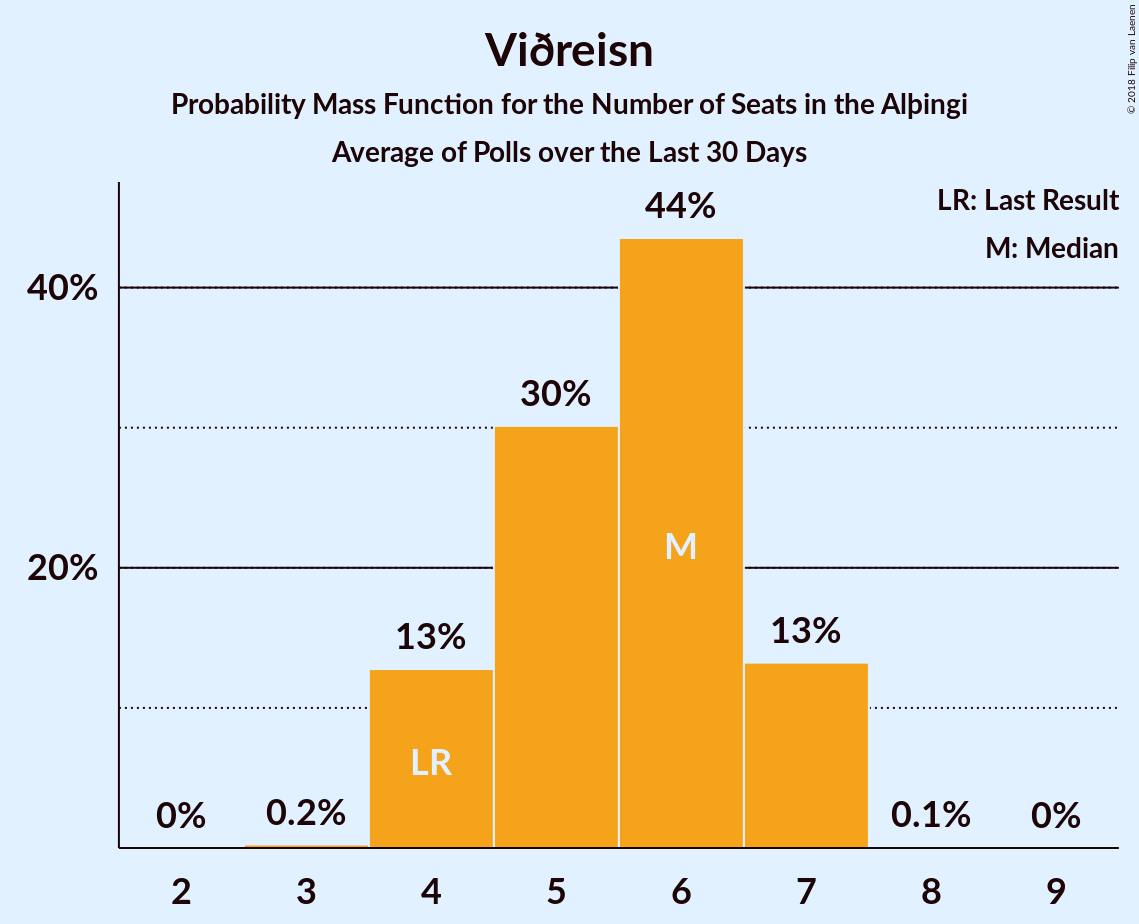 Viðreisn
Probability Mass Function for the Number of Seats in the Alþingi
Average of Polls over the Last 30 Days
© 2018 Filip van Laenen
LR: Last Result
M: Median
44%
40%
30%
M
20%
13%
13%
LR
0%
0.2%
0.1%
0%
2 3 4 5 6 7 8 9